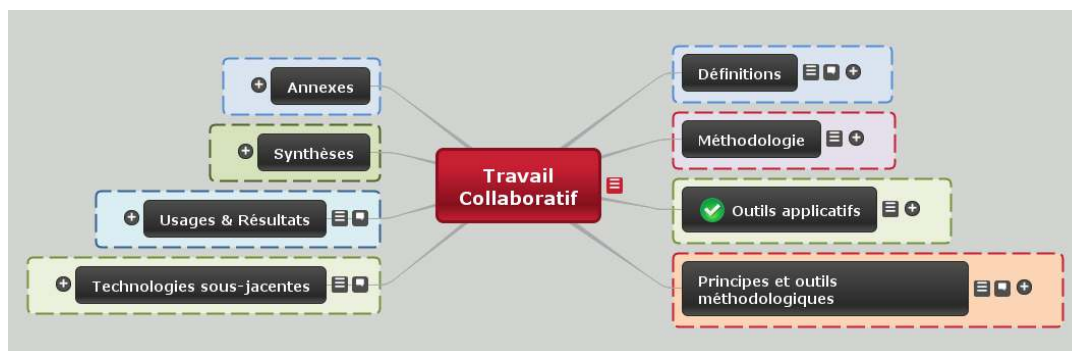 Travail
Collaboratif
Définitions
Méthodologie
Outils applicatifs
Principes et outils
méthodologiques
Annexes
Synthèses
Usages & Résultats
Technologies sous-jacentes